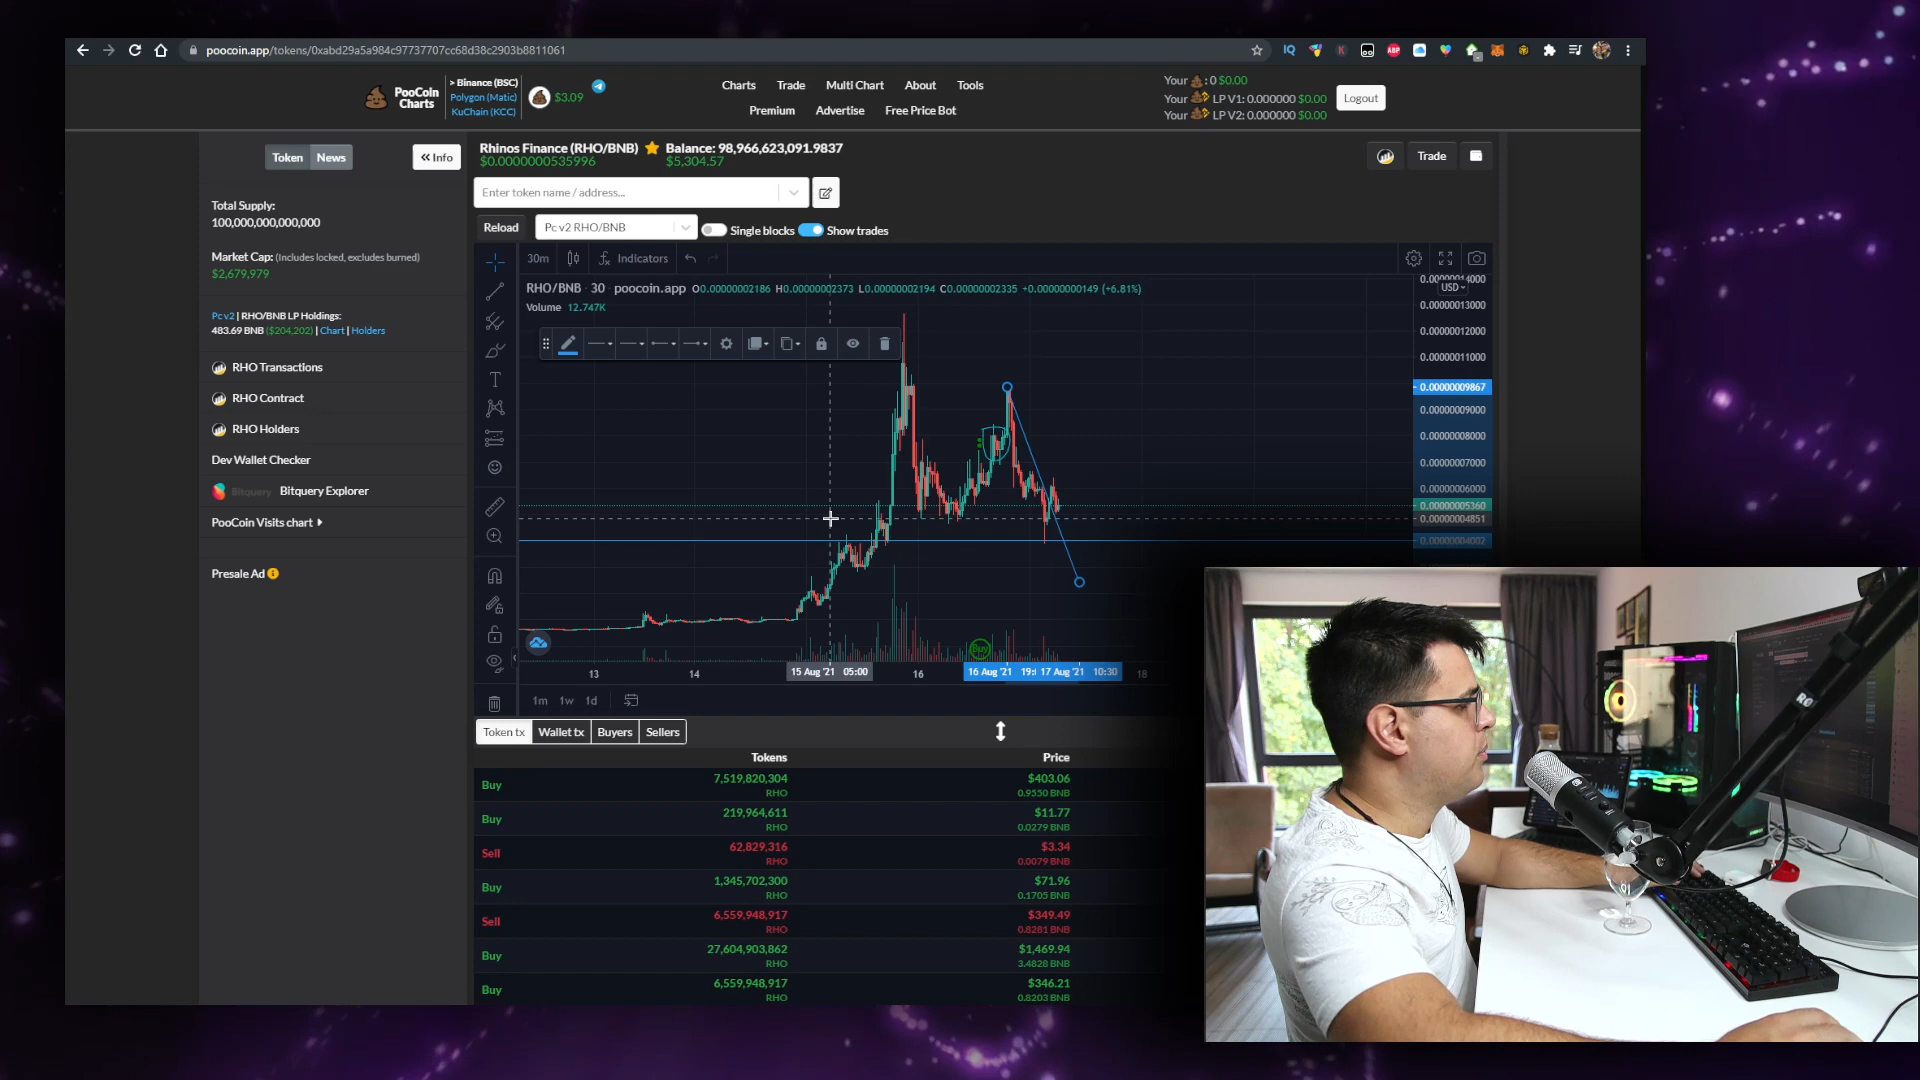 poocoin.app/tokens/0xabd29a5a984c97737707cc68d38c2903b8811061
PooCoin
Charts
> Binance (BSC)
Polygon (Matic)
KuChain (KCC)
$3.09
Charts Trade Multi Chart About Tools
Premium Advertise Free Price Bot
Your : 0 $0.00
Your LP V1: 0.000000 $0.00
Your LP V2: 0.000000 $0.00
Logout
Token News
« Info
Total Supply:
100,000,000,000,000
Market Cap: (Includes locked, excludes burned)
$2,679,979
Pc v2 | RHO/BNB LP Holdings:
483.69 BNB ($204,202) | Chart | Holders
RHO Transactions
RHO Contract
RHO Holders
Dev Wallet Checker
Bitquery Bitquery Explorer
PooCoin Visits chart
Presale Ad
Rhinos Finance (RHO/BNB) Balance: 98,966,623,091.9837
$0.0000000535996 $5,304.57
Trade
Enter token name / address...
Reload Pc v2 RHO/BNB Single blocks Show trades
30m Indicators
RHO/BNB · 30 · poocoin.app O0.00000002186 H0.00000002373 L0.00000002194 C0.00000002335 +0.00000000149 (+6.81%)
Volume 12.747K
USD
0.00000013000
0.00000012000
0.00000011000
0.00000009867
0.00000009000
0.00000008000
0.00000007000
0.00000006000
0.00000005360
0.00000004851
0.00000004002
Buy
13 14 15 Aug '21 05:00 16 16 Aug '21 17 Aug '21 10:30 18
1m 1w 1d
Token tx Wallet tx Buyers Sellers
Tokens Price
Buy 7,519,820,304 $403.06
RHO 0.9550 BNB
Buy 219,964,611 $11.77
RHO 0.0279 BNB
Sell 62,829,316 $3.34
RHO 0.0079 BNB
Buy 1,345,702,300 $71.96
RHO 0.1705 BNB
Sell 6,559,948,917 $349.49
RHO 0.8281 BNB
Buy 27,604,903,862 $1,469.94
RHO 3.4828 BNB
Buy 6,559,948,917 $346.21
RHO 0.8203 BNB